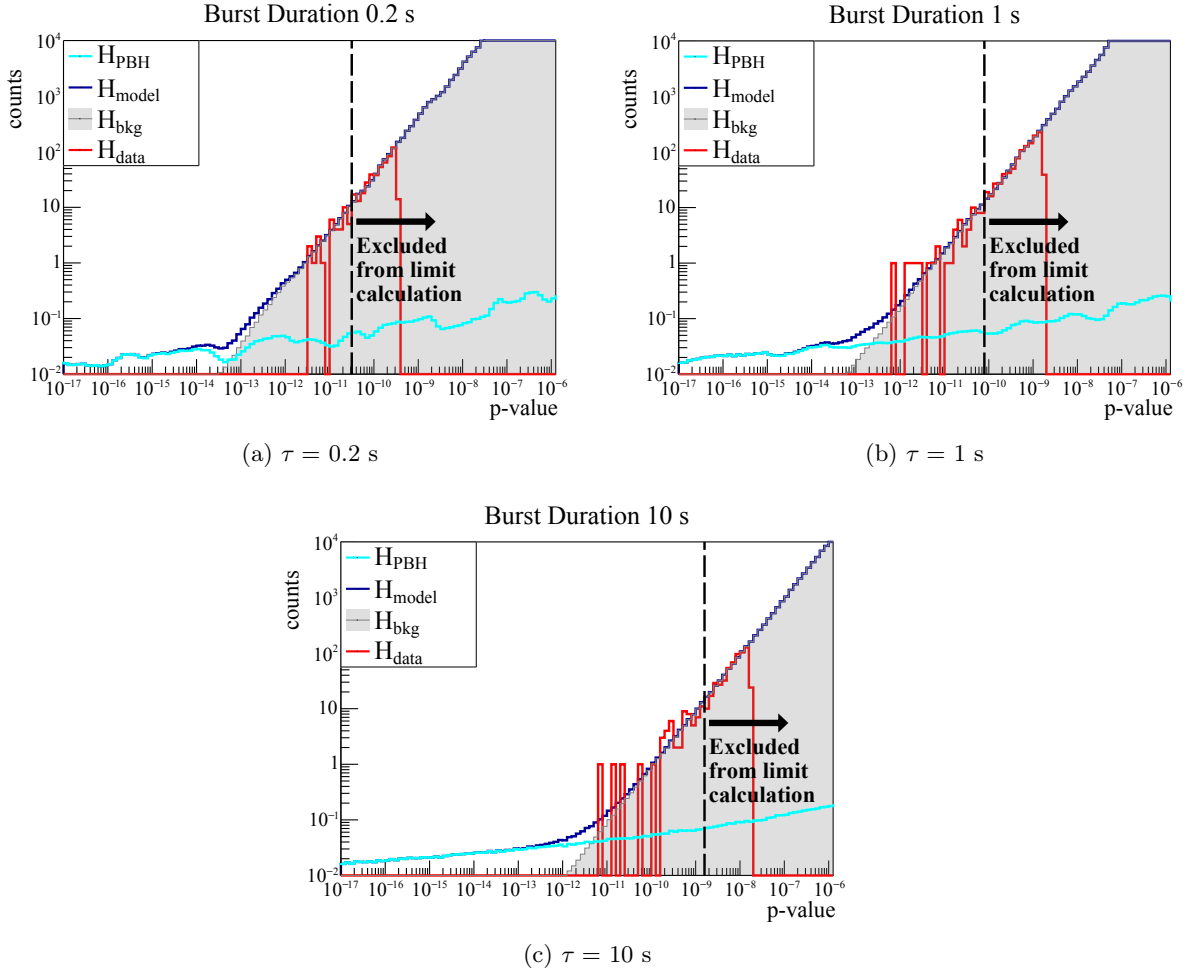 Burst Duration 0.2 s
counts
10^4
10^3
10^2
10
1
10^-1
10^-2
H_PBH
H_model
H_bkg
H_data
Excluded
from limit
calculation
10^-17 10^-16 10^-15 10^-14 10^-13 10^-12 10^-11 10^-10 10^-9 10^-8 10^-7 10^-6
p-value
(a) τ = 0.2 s
Burst Duration 1 s
counts
10^4
10^3
10^2
10
1
10^-1
10^-2
H_PBH
H_model
H_bkg
H_data
Excluded
from limit
calculation
10^-17 10^-16 10^-15 10^-14 10^-13 10^-12 10^-11 10^-10 10^-9 10^-8 10^-7 10^-6
p-value
(b) τ = 1 s
Burst Duration 10 s
counts
10^4
10^3
10^2
10
1
10^-1
10^-2
H_PBH
H_model
H_bkg
H_data
Excluded
from limit
calculation
10^-17 10^-16 10^-15 10^-14 10^-13 10^-12 10^-11 10^-10 10^-9 10^-8 10^-7 10^-6
p-value
(c) τ = 10 s